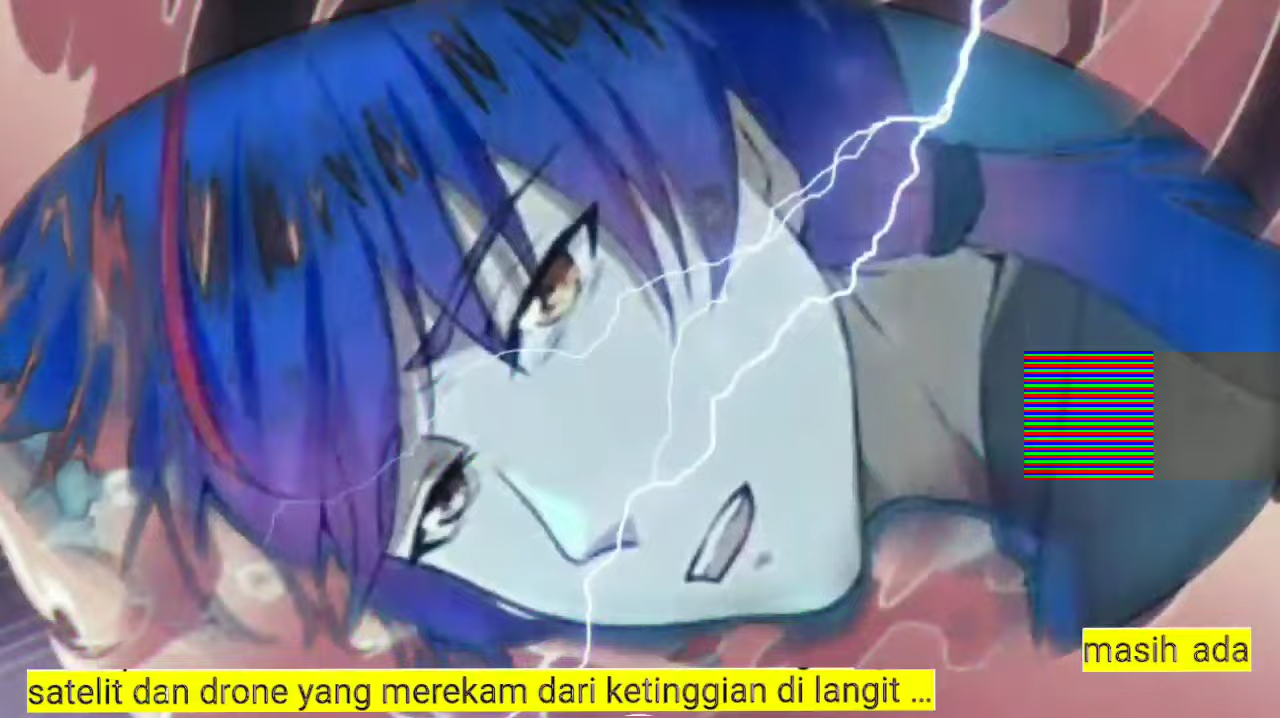 masih ada
satelit dan drone yang merekam dari ketinggian di langit ...